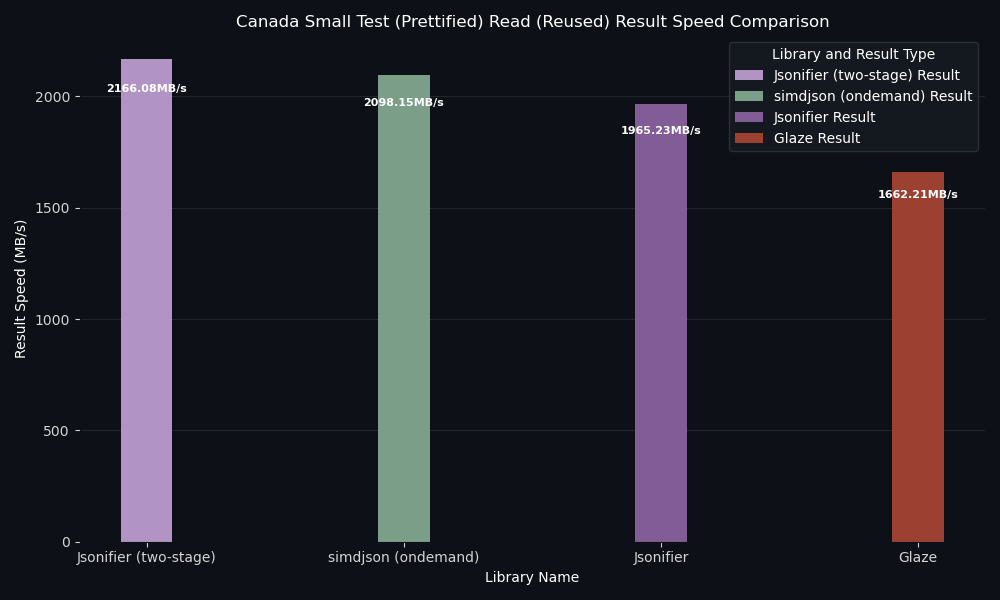 Canada Small Test (Prettified) Read (Reused) Result Speed Comparison
Library and Result Type
Jsonifier (two-stage) Result
simdjson (ondemand) Result
Jsonifier Result
Glaze Result
2166.08MB/s
2098.15MB/s
1965.23MB/s
1662.21MB/s
Result Speed (MB/s)
2000
1500
1000
500
0
Jsonifier (two-stage)
simdjson (ondemand)
Jsonifier
Glaze
Library Name